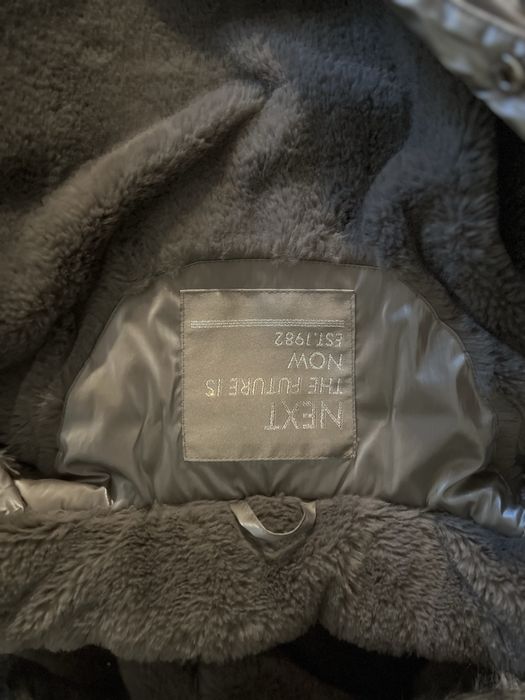 NEXT
THE FUTURE IS
NOW
EST.1982